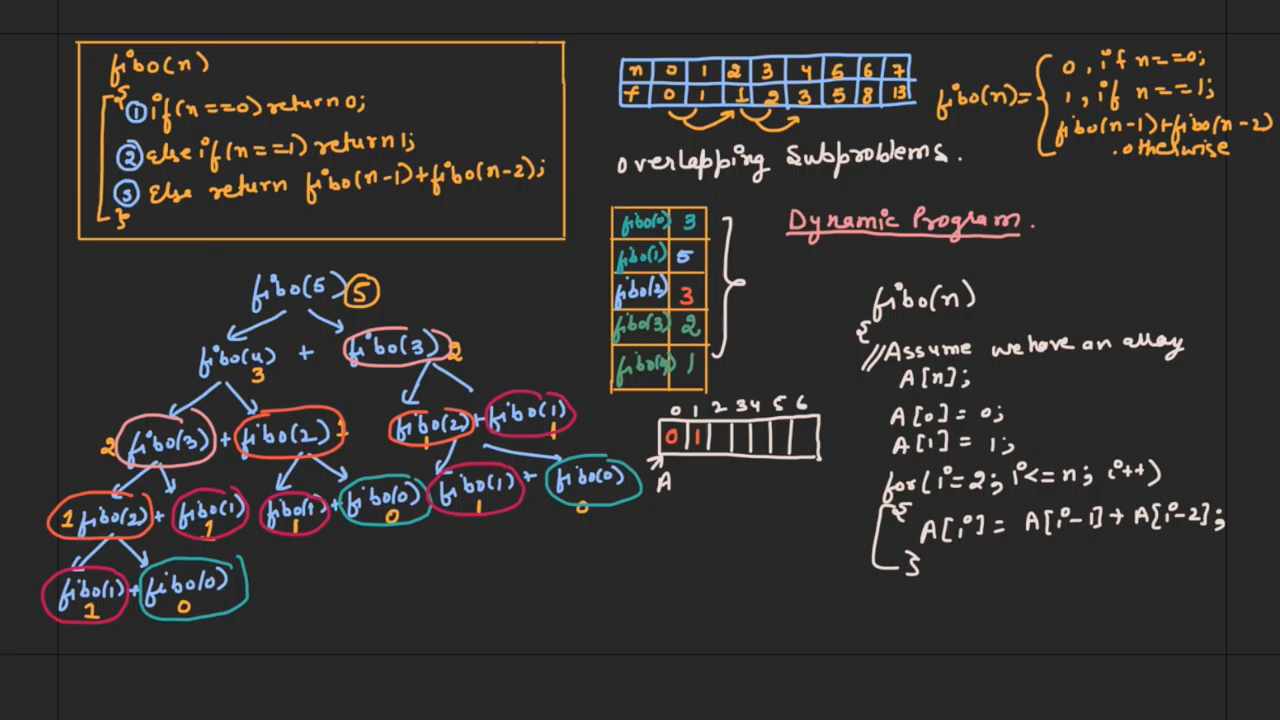 fibo(n)
{
① if(n==0) return 0;
② else if(n==1) return 1;
③ Else return fibo(n-1)+fibo(n-2);
}
n 0 1 2 3 4 5 6 7
f 0 1 1 2 3 5 8 13
fibo(n)= { 0, if n==0;
1, if n==1;
fibo(n-1)+fibo(n-2)
.otherwise
overlapping Subproblems.
Dynamic Program.
fibo(0) 3
fibo(1) 5
fibo(2) 3
fibo(3) 2
fibo(4) 1
fibo(5) 5
fibo(4) + fibo(3) 2
3
2 fibo(3) + fibo(2) 1 fibo(2) + fibo(1)
1 1
1 fibo(2) + fibo(1) fibo(1) + fibo(0) fibo(1) + fibo(0)
1 1 0 1 0
fibo(1) + fibo(0)
1 0
0 1 2 3 4 5 6
0 1
A
fibo(n)
{
//Assume we have an array
A[n];
A[0] = 0;
A[1] = 1;
for(i=2; i<=n; i++)
{
A[i] = A[i-1] + A[i-2];
}